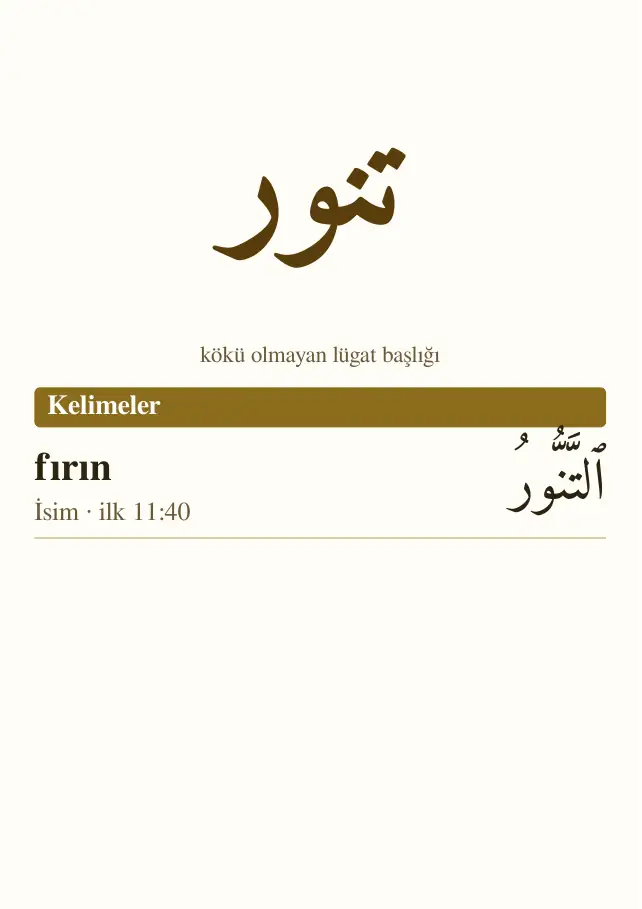 تنور
kökü olmayan lügat başlığı
Kelimeler
fırın
ٱلتَّنُّورُ
İsim · ilk 11:40